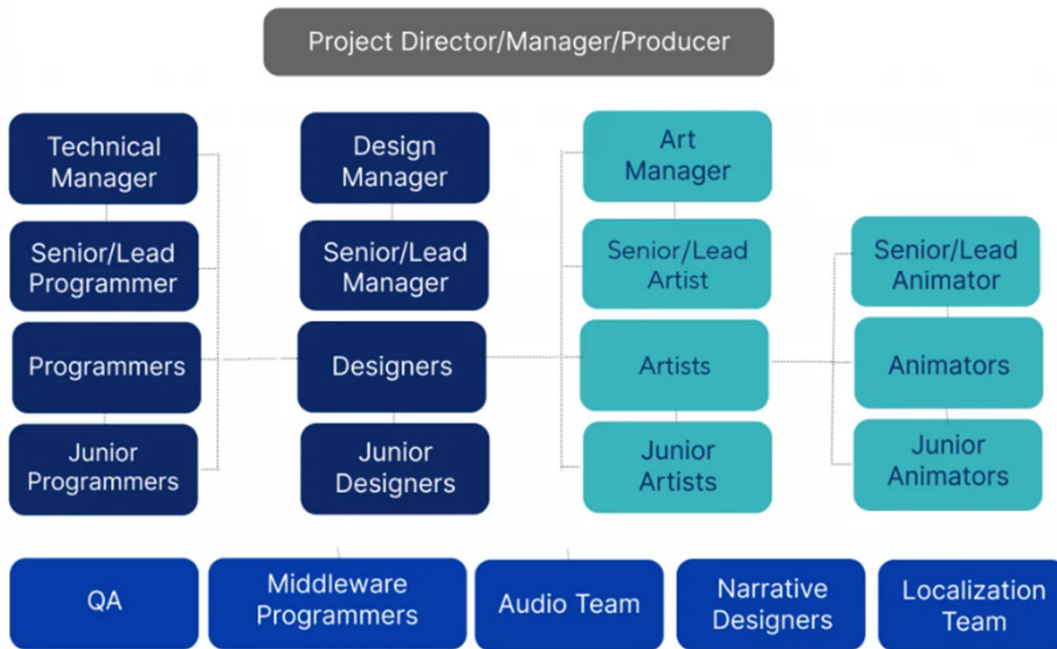 Project Director/Manager/Producer
Technical
Manager
Design
Manager
Art
Manager
Senior/Lead
Programmer
Senior/Lead
Manager
Senior/Lead
Artist
Senior/Lead
Animator
Programmers
Designers
Artists
Animators
Junior
Programmers
Junior
Designers
Junior
Artists
Junior
Animators
QA
Middleware
Programmers
Audio Team
Narrative
Designers
Localization
Team